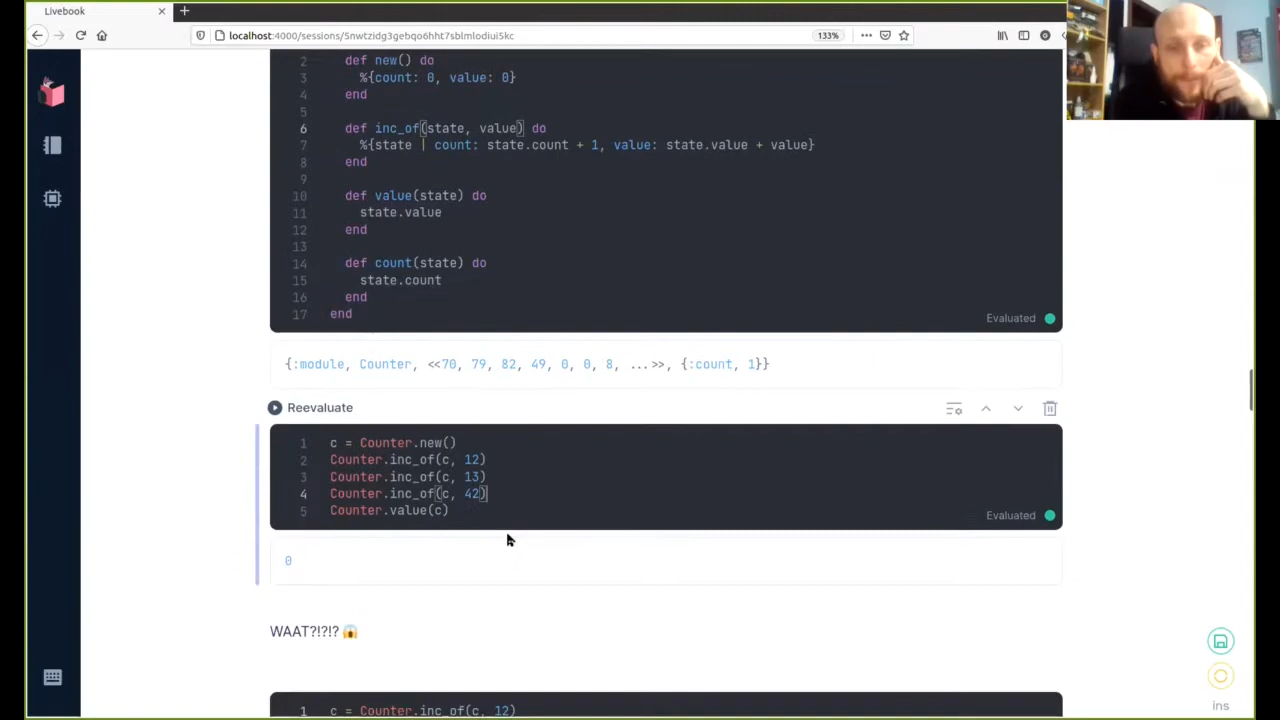 Livebook
localhost:4000/sessions/5nwtzidg3gebqo6hht7sblmlodiui5kc
133%
2 def new() do
3 %{count: 0, value: 0}
4 end
5
6 def inc_of(state, value) do
7 %{state | count: state.count + 1, value: state.value + value}
8 end
9
10 def value(state) do
11 state.value
12 end
13
14 def count(state) do
15 state.count
16 end
17 end
Evaluated
{:module, Counter, <<70, 79, 82, 49, 0, 0, 8, ...>>, {:count, 1}}
Reevaluate
1 c = Counter.new()
2 Counter.inc_of(c, 12)
3 Counter.inc_of(c, 13)
4 Counter.inc_of(c, 42)
5 Counter.value(c)
Evaluated
0
WAAT?!?!? 😱
1 c = Counter.inc_of(c, 12)
ins